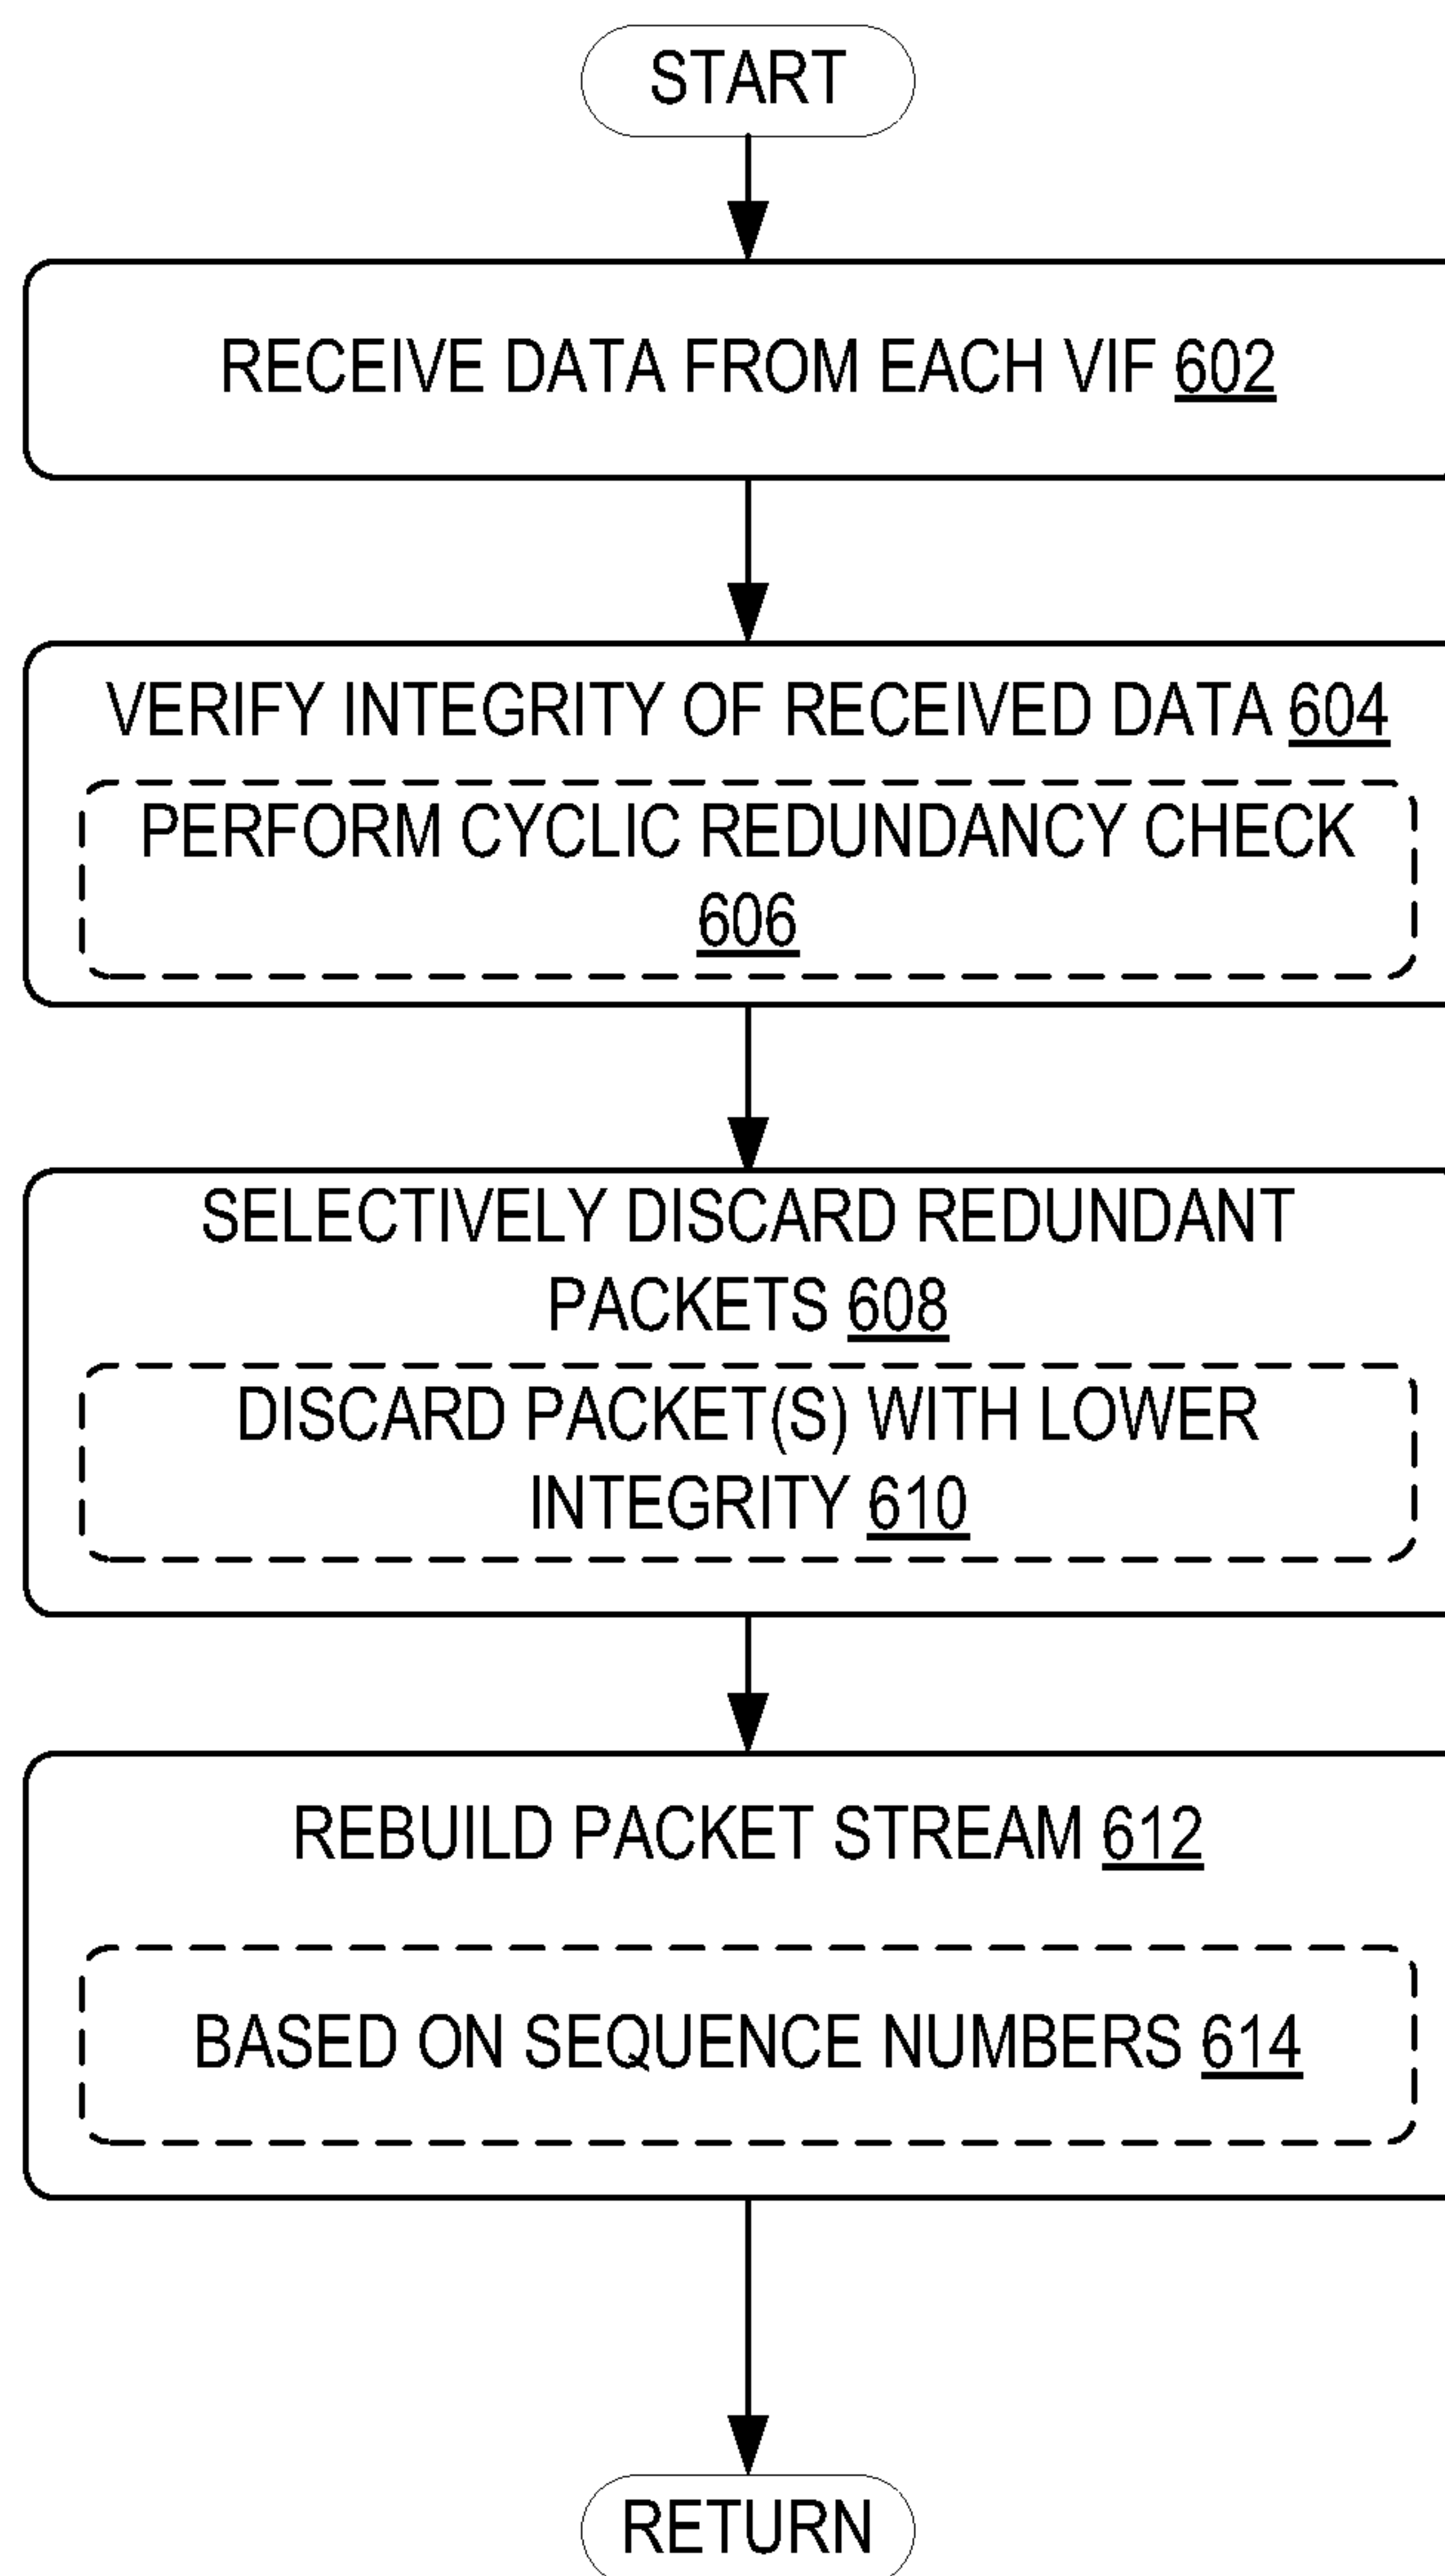 START
RECEIVE DATA FROM EACH VIF 602
VERIFY INTEGRITY OF RECEIVED DATA 604
PERFORM CYCLIC REDUNDANCY CHECK
606
SELECTIVELY DISCARD REDUNDANT
PACKETS 608
DISCARD PACKET(S) WITH LOWER
INTEGRITY 610
REBUILD PACKET STREAM 612
BASED ON SEQUENCE NUMBERS 614
RETURN